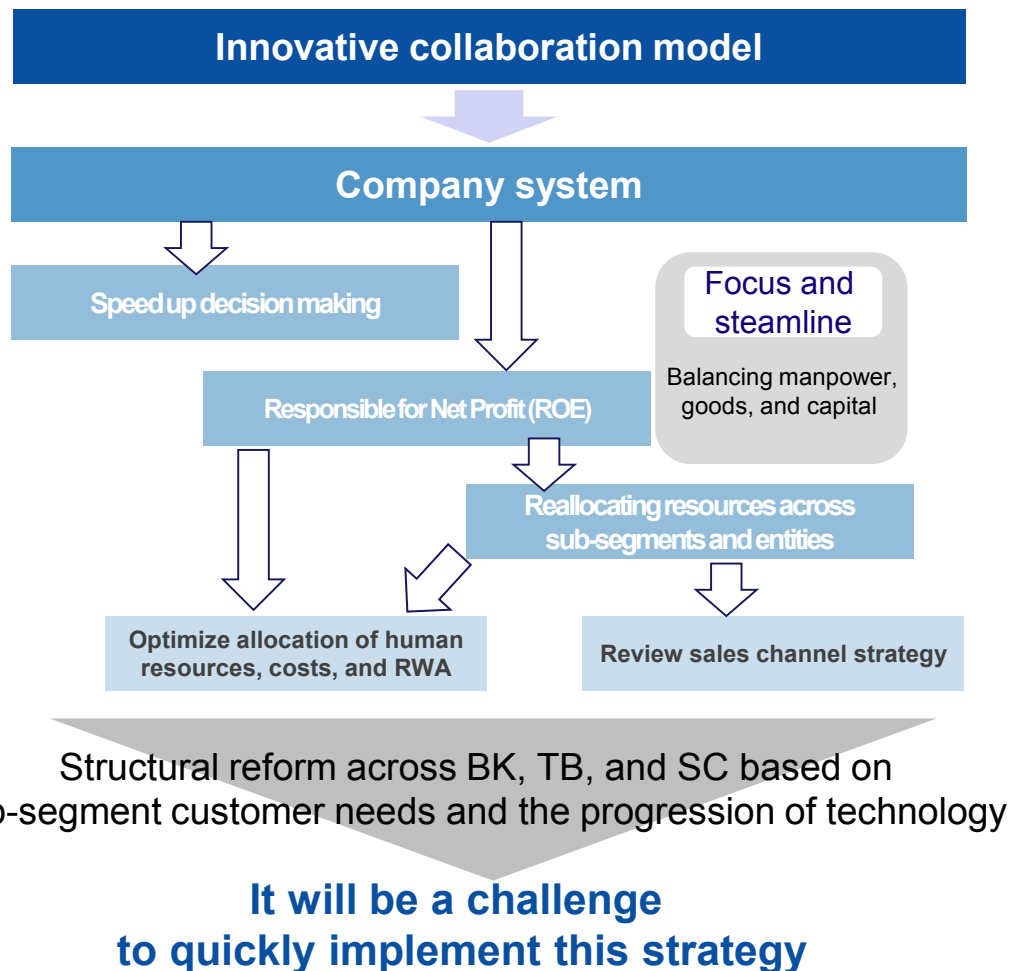 Innovative collaboration model
Company system
Speed up decision making
Focus and
steamline
Balancing manpower,
goods, and capital
Responsible for Net Profit (ROE)
Reallocating resources across
sub-segments and entities
Optimize allocation of human
resources, costs, and RWA
Review sales channel strategy
Structural reform across BK, TB, and SC based on
-segment customer needs and the progression of technology
It will be a challenge
to quickly implement this strategy